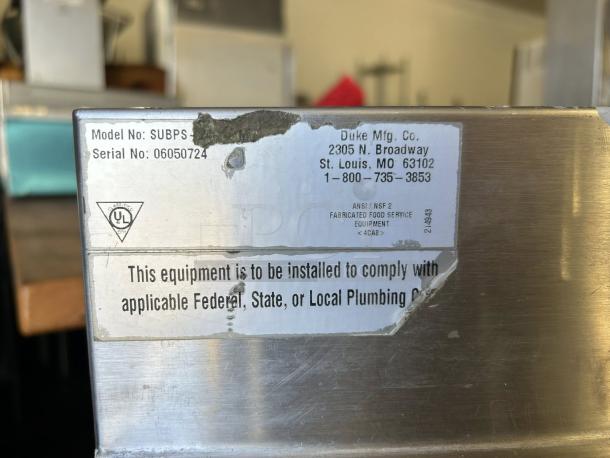 Model No: SUBPS-
Serial No: 06050724
Duke Mfg. Co.
2305 N. Broadway
St. Louis, MO 63102
1-800-735-3853
UL
ANSI / NSF 2
FABRICATED FOOD SERVICE
EQUIPMENT
< 4CA8 >
214943
This equipment is to be installed to comply with
applicable Federal, State, or Local Plumbing